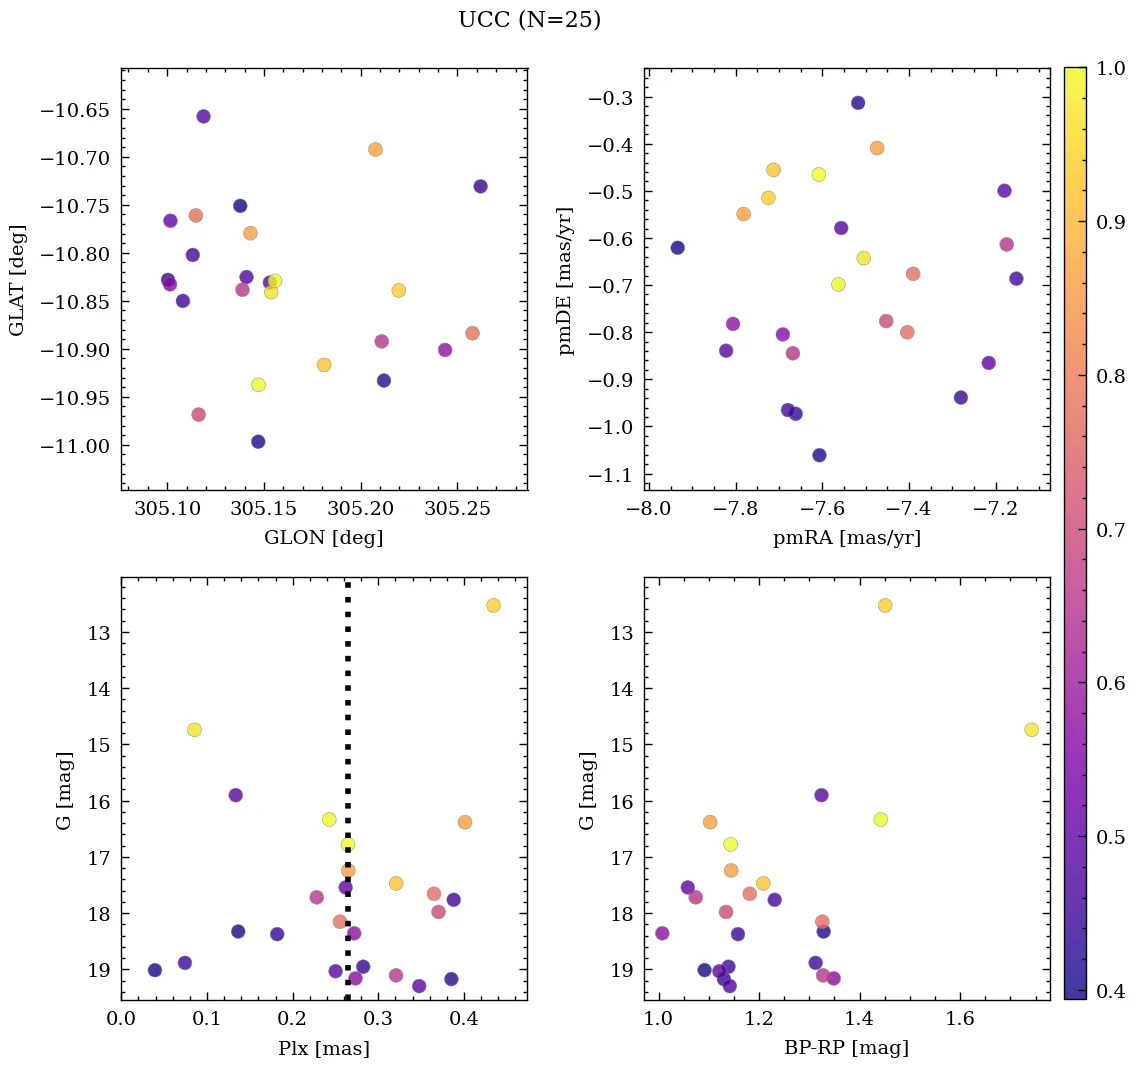 UCC (N=25)
−10.65
−10.70
−10.75
−10.80
−10.85
−10.90
−10.95
−11.00
GLAT [deg]
305.10 305.15 305.20 305.25
GLON [deg]
−0.3
−0.4
−0.5
−0.6
−0.7
−0.8
−0.9
−1.0
−1.1
pmDE [mas/yr]
−8.0 −7.8 −7.6 −7.4 −7.2
pmRA [mas/yr]
13
14
15
16
17
18
19
G [mag]
0.0 0.1 0.2 0.3 0.4
Plx [mas]
13
14
15
16
17
18
19
G [mag]
1.0 1.2 1.4 1.6
BP-RP [mag]
1.0
0.9
0.8
0.7
0.6
0.5
0.4